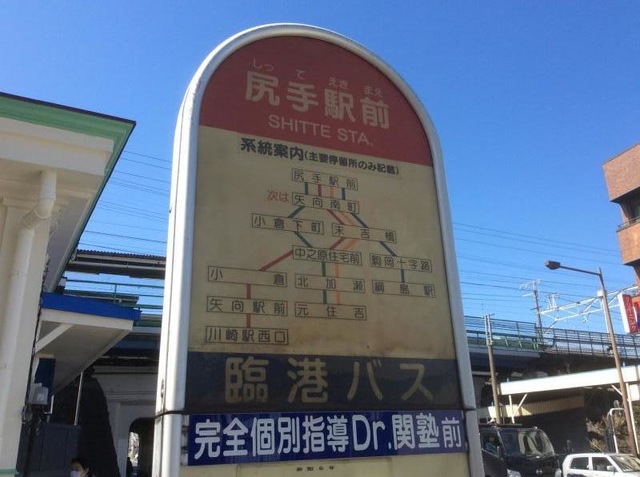 しってえきまえ
尻手駅前
SHITTE STA.
系統案内(主要停留所のみ記載)
尻手駅前
次は 矢向南町
小倉下町 末吉橋
中之原住宅前 鶴岡十字路
小倉 北加瀬 綱島駅
矢向駅前 元住吉
川崎駅西口
臨港バス
完全個別指導Dr.関塾前